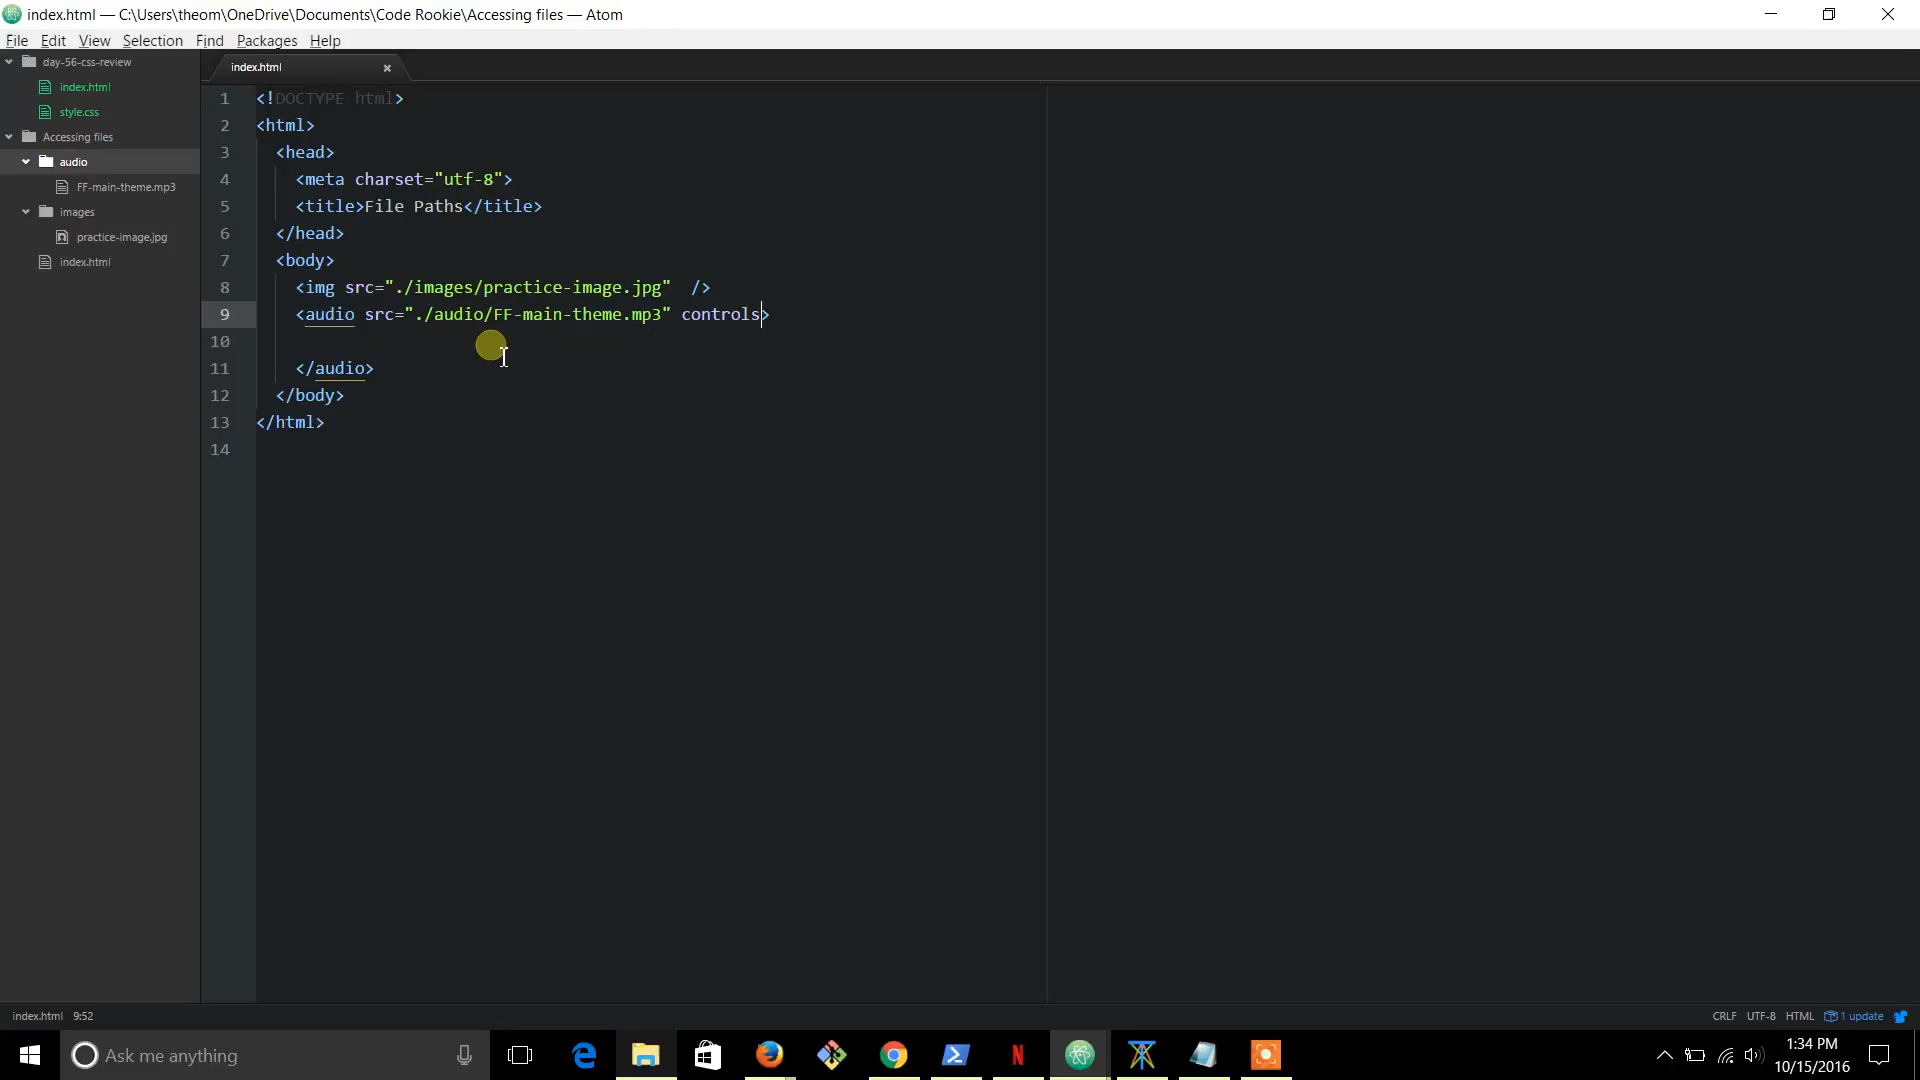 index.html — C:\Users\theom\OneDrive\Documents\Code Rookie\Accessing files — Atom
File Edit View Selection Find Packages Help
day-56-css-review
index.html
style.css
Accessing files
audio
FF-main-theme.mp3
images
practice-image.jpg
index.html
index.html
1 <!DOCTYPE html>
2 <html>
3 <head>
4 <meta charset="utf-8">
5 <title>File Paths</title>
6 </head>
7 <body>
8 <img src="./images/practice-image.jpg"  />
9 <audio src="./audio/FF-main-theme.mp3" controls>
10
11 </audio>
12 </body>
13 </html>
14
index.html 9:52
CRLF UTF-8 HTML 1 update
Ask me anything
1:34 PM
10/15/2016